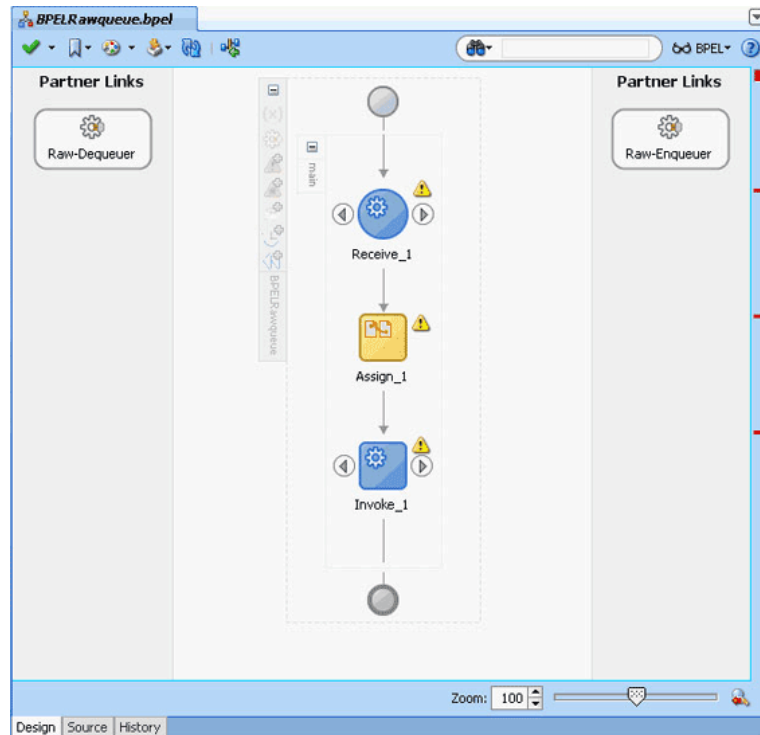 BPELRawqueue.bpel
BPEL
Partner Links
Partner Links
Raw-Dequeuer
Raw-Enqueuer
main
Receive_1
BPELRawqueue
Assign_1
Invoke_1
Zoom: 100
Design Source History